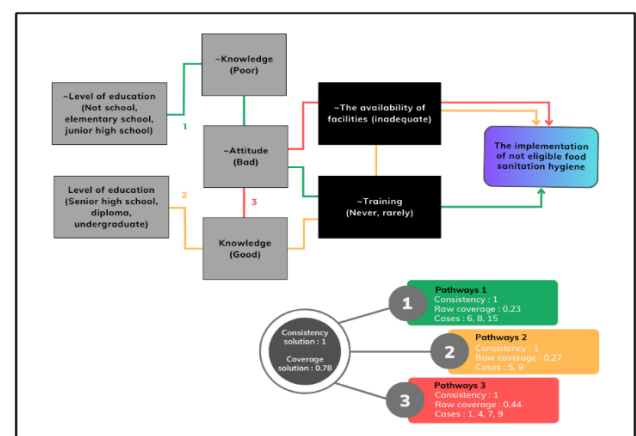 ~Knowledge
(Poor)
~Level of education
(Not school,
elementary school,
junior high school)
1
~Attitude
(Bad)
~The availability of
facilities (inadequate)
The implementation
of not eligible food
sanitation hygiene
Level of education
(Senior high school,
diploma,
undergraduate)
2
3
~Training
(Never, rarely)
Knowledge
(Good)
Consistency
solution : 1
Coverage
solution : 0.78
1
Pathways 1
Consistency : 1
Raw coverage : 0,23
Cases : 6, 8, 15
2
Pathways 2
Consistency : 1
Raw coverage : 0,27
Cases : 5, 9
3
Pathways 3
Consistency : 1
Raw coverage : 0,44
Cases : 1, 4, 7, 9